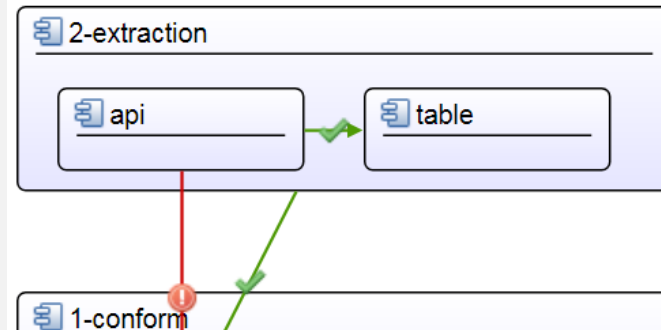 2-extraction
api
table
1-conform